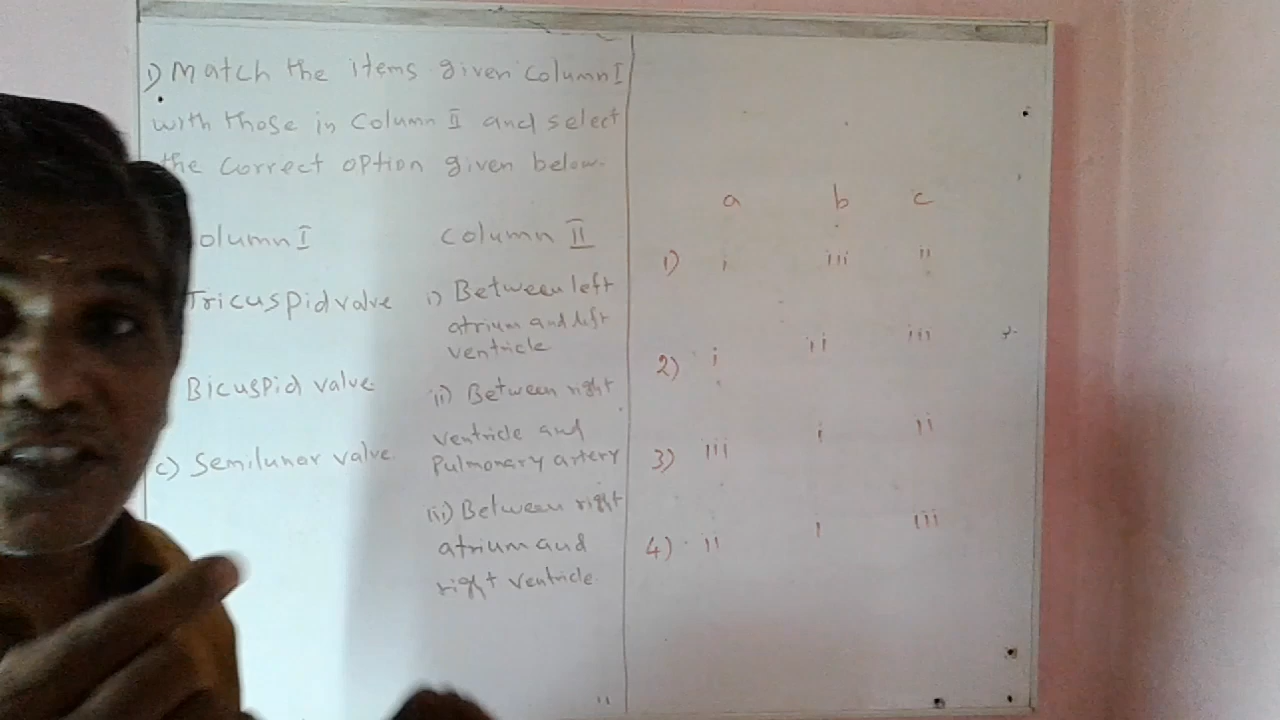 1) Match the items given Column I
with those in Column II and select
the correct option given below.
olumn I    Column II
Tricuspid valve    i) Between left
atrium and left
ventricle
Bicuspid valve    ii) Between right
ventricle and
Pulmonary artery
c) Semilunar valve.
iii) Between right
atrium and
right ventricle.
a    b    c
1) i    iii    ii
2) i    ii    iii
3) iii    i    ii
4) ii    i    iii